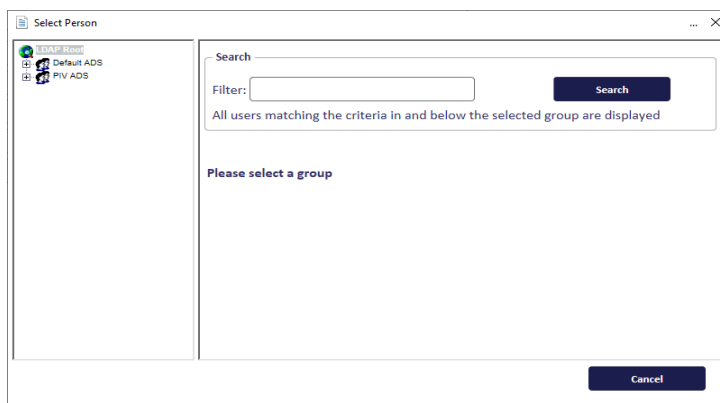 Select Person
...
LDAP Root
Default ADS
PIV ADS
Search
Filter:
Search
All users matching the criteria in and below the selected group are displayed
Please select a group
Cancel